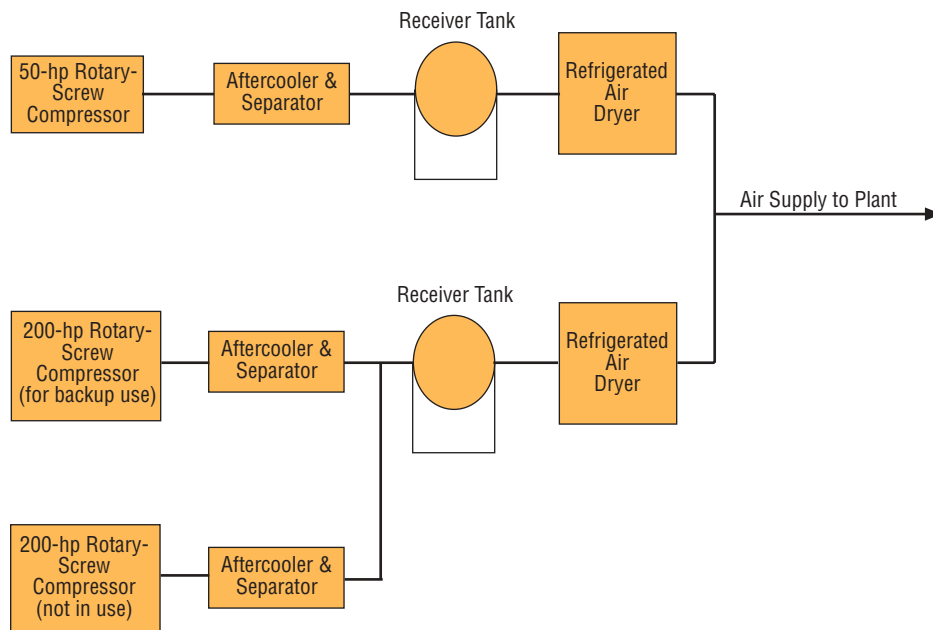 Receiver Tank
50-hp Rotary-
Screw
Compressor
Aftercooler &
Separator
Refrigerated
Air
Dryer
Air Supply to Plant
Receiver Tank
200-hp Rotary-
Screw
Compressor
(for backup use)
Aftercooler &
Separator
Refrigerated
Air
Dryer
200-hp Rotary-
Screw
Compressor
(not in use)
Aftercooler &
Separator